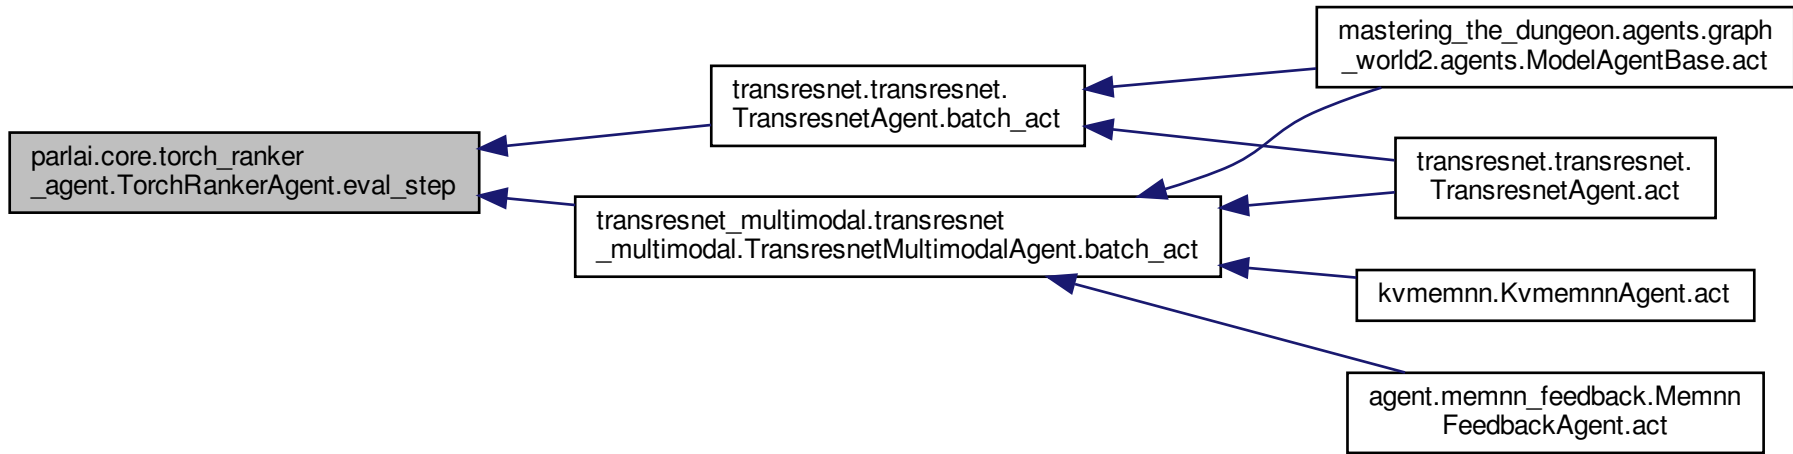 parlai.core.torch_ranker
_agent.TorchRankerAgent.eval_step
transresnet.transresnet.
TransresnetAgent.batch_act
transresnet_multimodal.transresnet
_multimodal.TransresnetMultimodalAgent.batch_act
mastering_the_dungeon.agents.graph
_world2.agents.ModelAgentBase.act
transresnet.transresnet.
TransresnetAgent.act
kvmemnn.KvmemnnAgent.act
agent.memnn_feedback.Memnn
FeedbackAgent.act